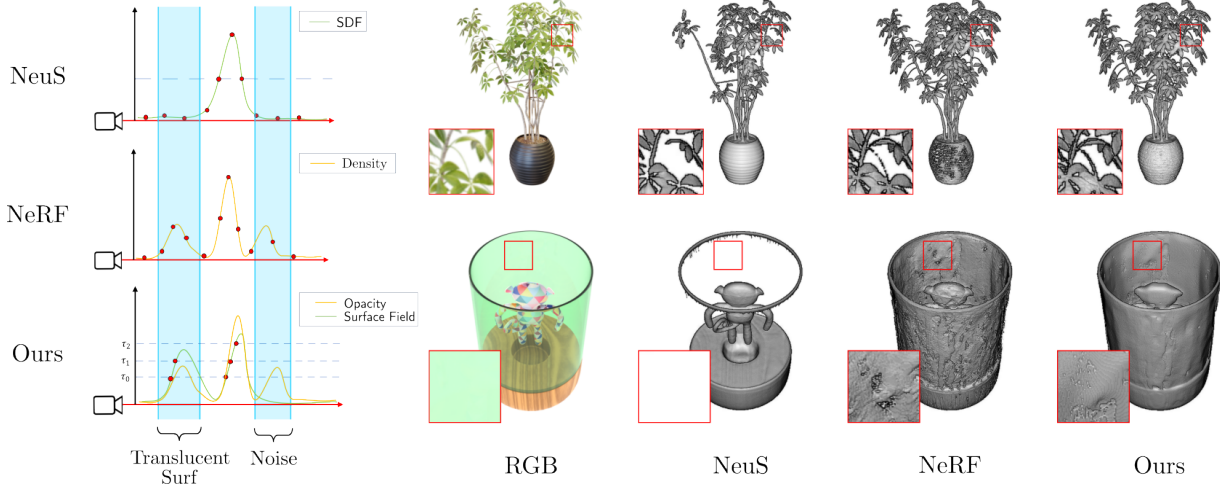 SDF
NeuS
Density
NeRF
Opacity
Surface Field
τ₂
τ₁
τ₀
Ours
Translucent
Surf
Noise
RGB
NeuS
NeRF
Ours